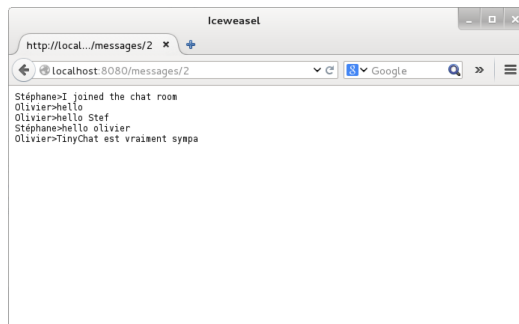 Iceweasel
http://local.../messages/2
localhost:8080/messages/2
Google
Stéphane>I joined the chat room
Olivier>hello
Olivier>hello Stef
Stéphane>hello olivier
Olivier>TinyChat est vraiment sympa